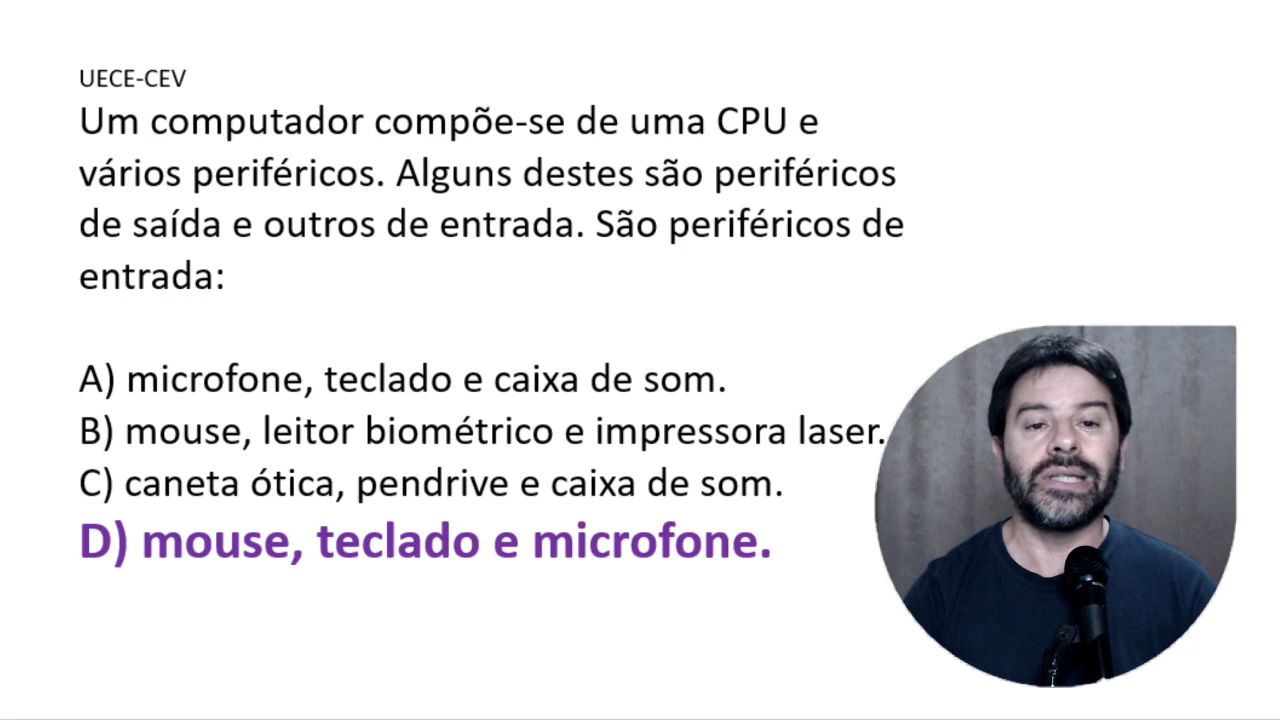 UECE-CEV
Um computador compõe-se de uma CPU e
vários periféricos. Alguns destes são periféricos
de saída e outros de entrada. São periféricos de
entrada:
A) microfone, teclado e caixa de som.
B) mouse, leitor biométrico e impressora laser.
C) caneta ótica, pendrive e caixa de som.
D) mouse, teclado e microfone.